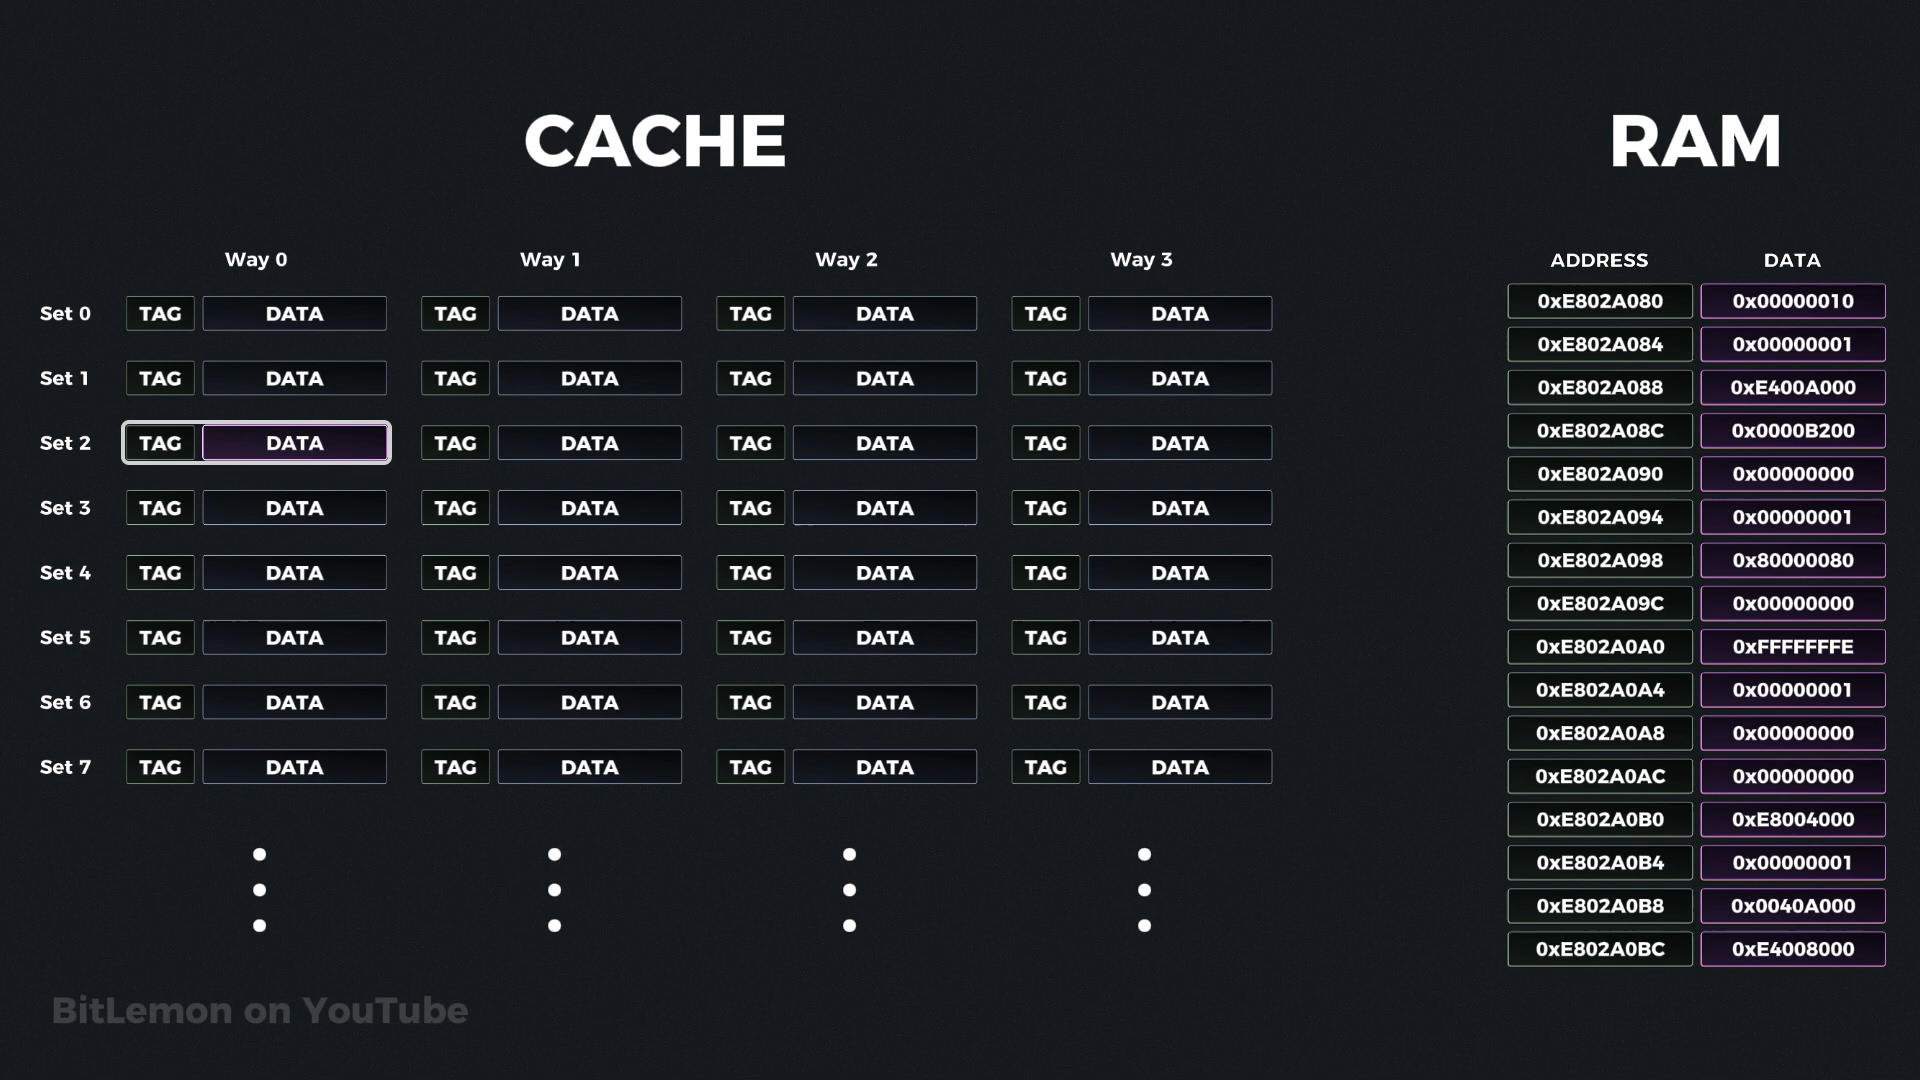 CACHE
RAM
Way 0 Way 1 Way 2 Way 3
ADDRESS DATA
Set 0 TAG DATA TAG DATA TAG DATA TAG DATA
Set 1 TAG DATA TAG DATA TAG DATA TAG DATA
Set 2 TAG DATA TAG DATA TAG DATA TAG DATA
Set 3 TAG DATA TAG DATA TAG DATA TAG DATA
Set 4 TAG DATA TAG DATA TAG DATA TAG DATA
Set 5 TAG DATA TAG DATA TAG DATA TAG DATA
Set 6 TAG DATA TAG DATA TAG DATA TAG DATA
Set 7 TAG DATA TAG DATA TAG DATA TAG DATA
0xE802A080 0x00000010
0xE802A084 0x00000001
0xE802A088 0xE400A000
0xE802A08C 0x0000B200
0xE802A090 0x00000000
0xE802A094 0x00000001
0xE802A098 0x80000080
0xE802A09C 0x00000000
0xE802A0A0 0xFFFFFFFE
0xE802A0A4 0x00000001
0xE802A0A8 0x00000000
0xE802A0AC 0x00000000
0xE802A0B0 0xE8004000
0xE802A0B4 0x00000001
0xE802A0B8 0x0040A000
0xE802A0BC 0xE4008000
BitLemon on YouTube